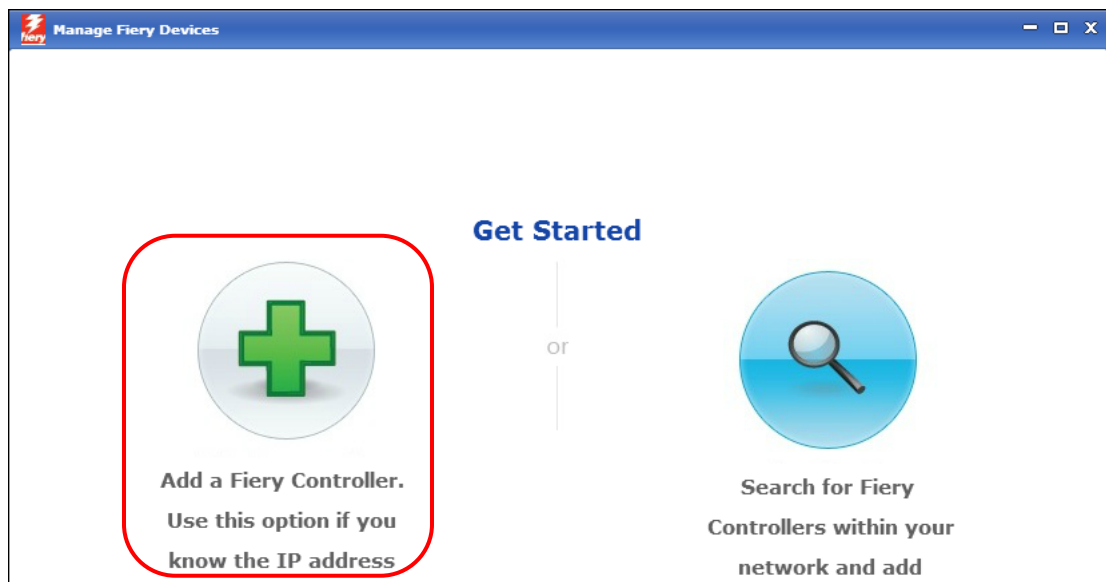 fiery
Manage Fiery Devices
Get Started
or
Add a Fiery Controller.
Use this option if you
know the IP address
Search for Fiery
Controllers within your
network and add